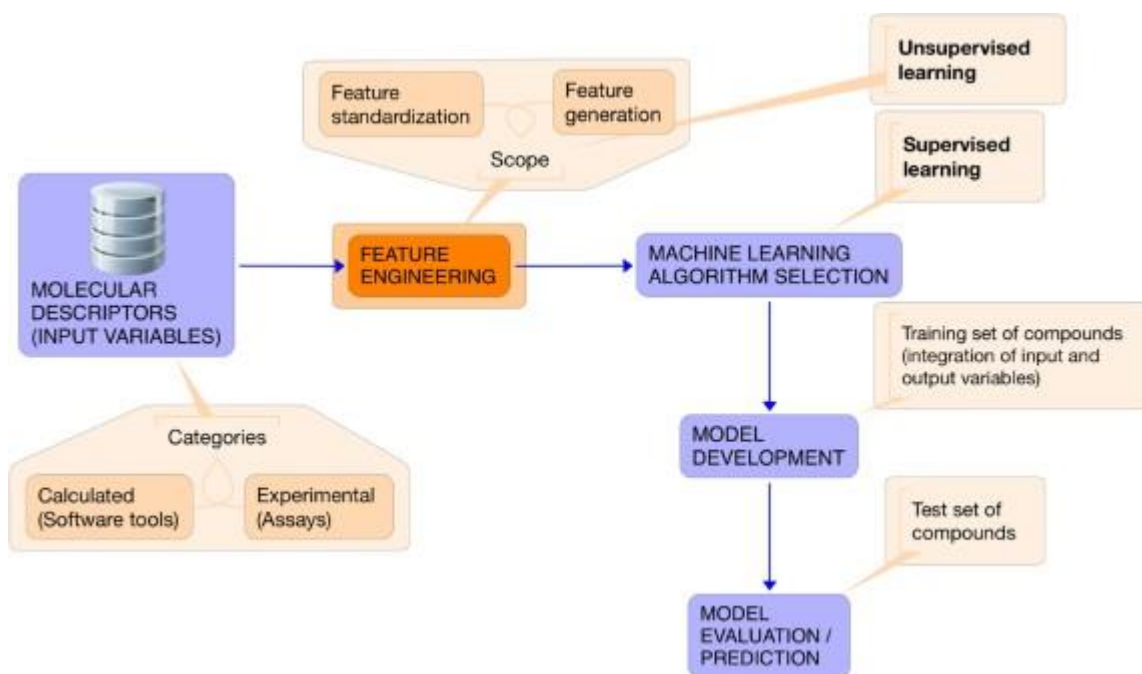 Unsupervised
learning
Feature
standardization
Feature
generation
Scope
Supervised
learning
MOLECULAR
DESCRIPTORS
(INPUT VARIABLES)
FEATURE
ENGINEERING
MACHINE LEARNING
ALGORITHM SELECTION
Training set of compounds
(integration of input and
output variables)
Categories
Calculated
(Software tools)
Experimental
(Assays)
MODEL
DEVELOPMENT
Test set of
compounds
MODEL
EVALUATION /
PREDICTION